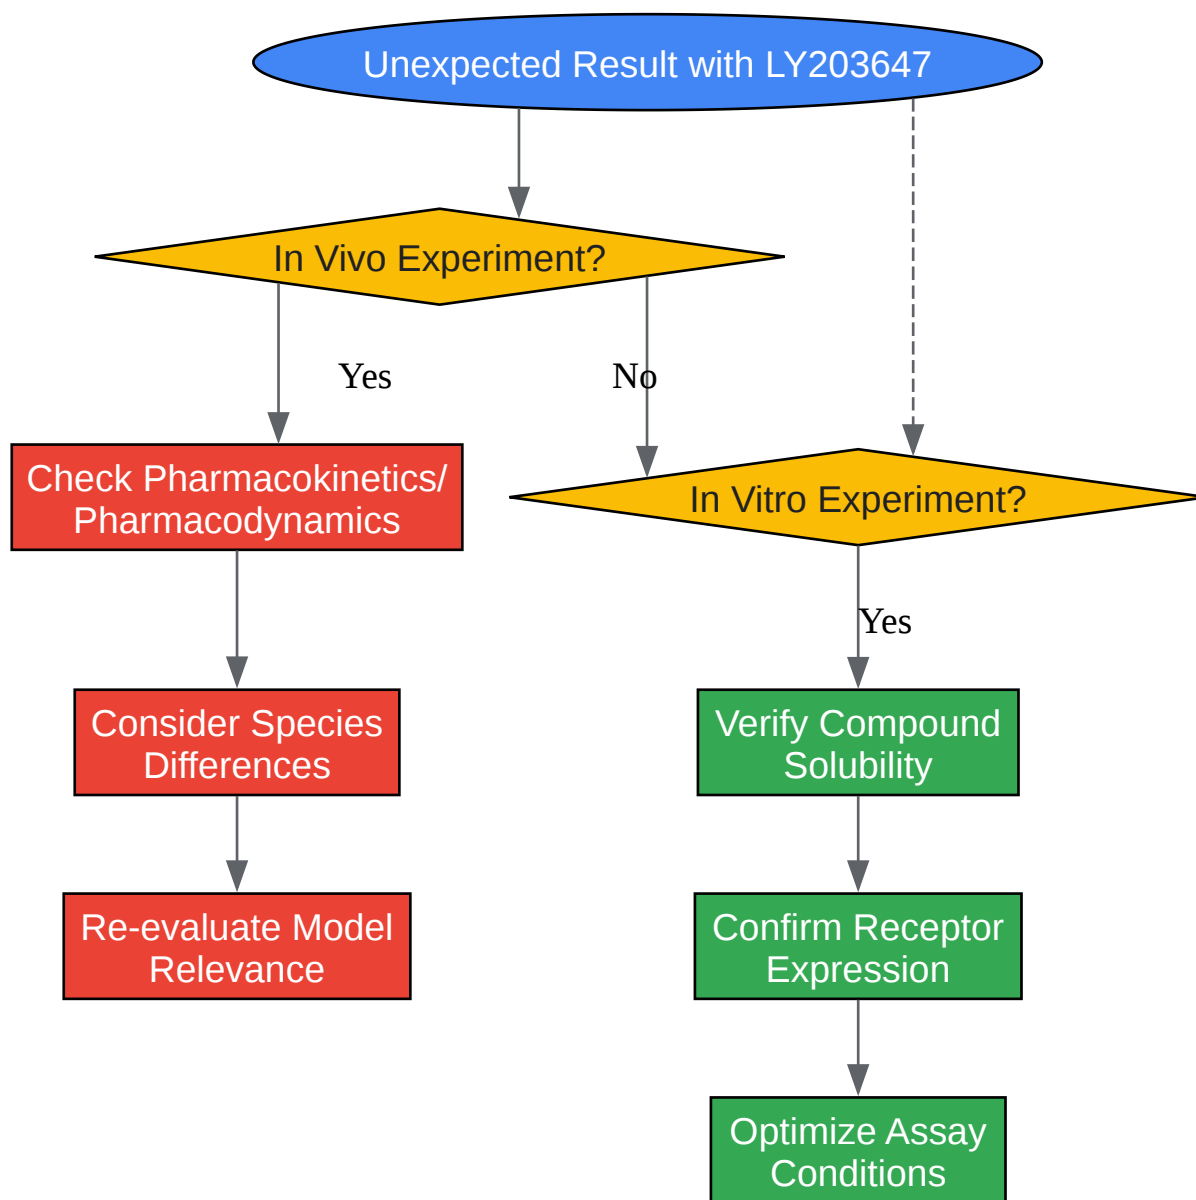 Unexpected Result with LY203647
In Vivo Experiment?
Yes
No
Check Pharmacokinetics/
Pharmacodynamics
In Vitro Experiment?
Yes
Consider Species
Differences
Verify Compound
Solubility
Re-evaluate Model
Relevance
Confirm Receptor
Expression
Optimize Assay
Conditions